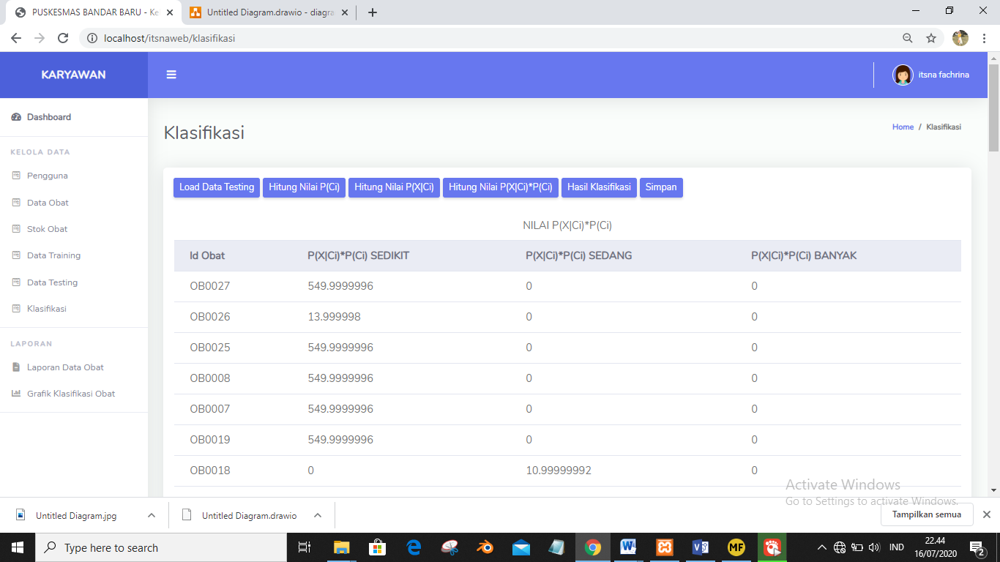 PUSKESMAS BANDAR BARU - Ke
Untitled Diagram.drawio - diagra
localhost/itsnaweb/klasifikasi
KARYAWAN
itsna fachrina
Dashboard
KELOLA DATA
Pengguna
Data Obat
Stok Obat
Data Training
Data Testing
Klasifikasi
LAPORAN
Laporan Data Obat
Grafik Klasifikasi Obat
Klasifikasi
Home / Klasifikasi
Load Data Testing Hitung Nilai P(Ci) Hitung Nilai P(X|Ci) Hitung Nilai P(X|Ci)*P(Ci) Hasil Klasifikasi Simpan
NILAI P(X|Ci)*P(Ci)
Id Obat P(X|Ci)*P(Ci) SEDIKIT P(X|Ci)*P(Ci) SEDANG P(X|Ci)*P(Ci) BANYAK
OB0027 549.9999996 0 0
OB0026 13.999998 0 0
OB0025 549.9999996 0 0
OB0008 549.9999996 0 0
OB0007 549.9999996 0 0
OB0019 549.9999996 0 0
OB0018 0 10.99999992 0
Activate Windows
Go to Settings to activate Windows.
Untitled Diagram.jpg
Untitled Diagram.drawio
Tampilkan semua
Type here to search
MF
IND
22.44
16/07/2020
2